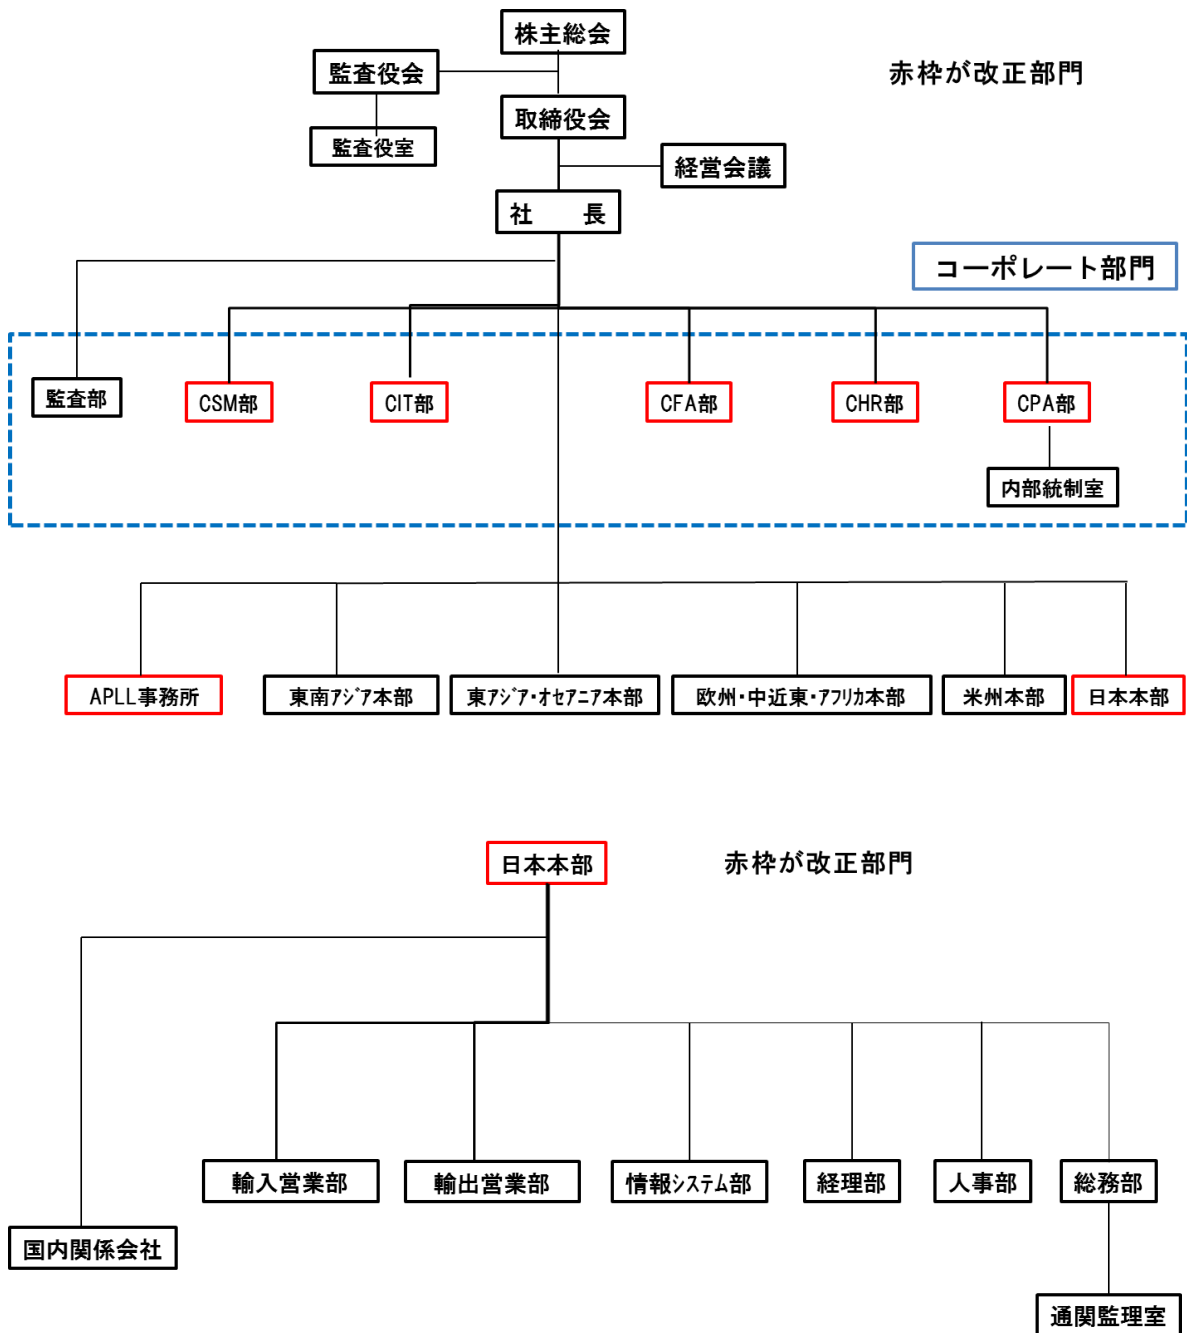 株主総会
監査役会
赤枠が改正部門
取締役会
監査役室
経営会議
社　　長
コーポレート部門
監査部
CSM部
CIT部
CFA部
CHR部
CPA部
内部統制室
APLL事務所
東南ｱｼﾞｱ本部
東ｱｼﾞｱ･ｵｾｱﾆｱ本部
欧州・中近東・ｱﾌﾘｶ本部
米州本部
日本本部
日本本部
赤枠が改正部門
輸入営業部
輸出営業部
情報ｼｽﾃﾑ部
経理部
人事部
総務部
国内関係会社
通関監理室